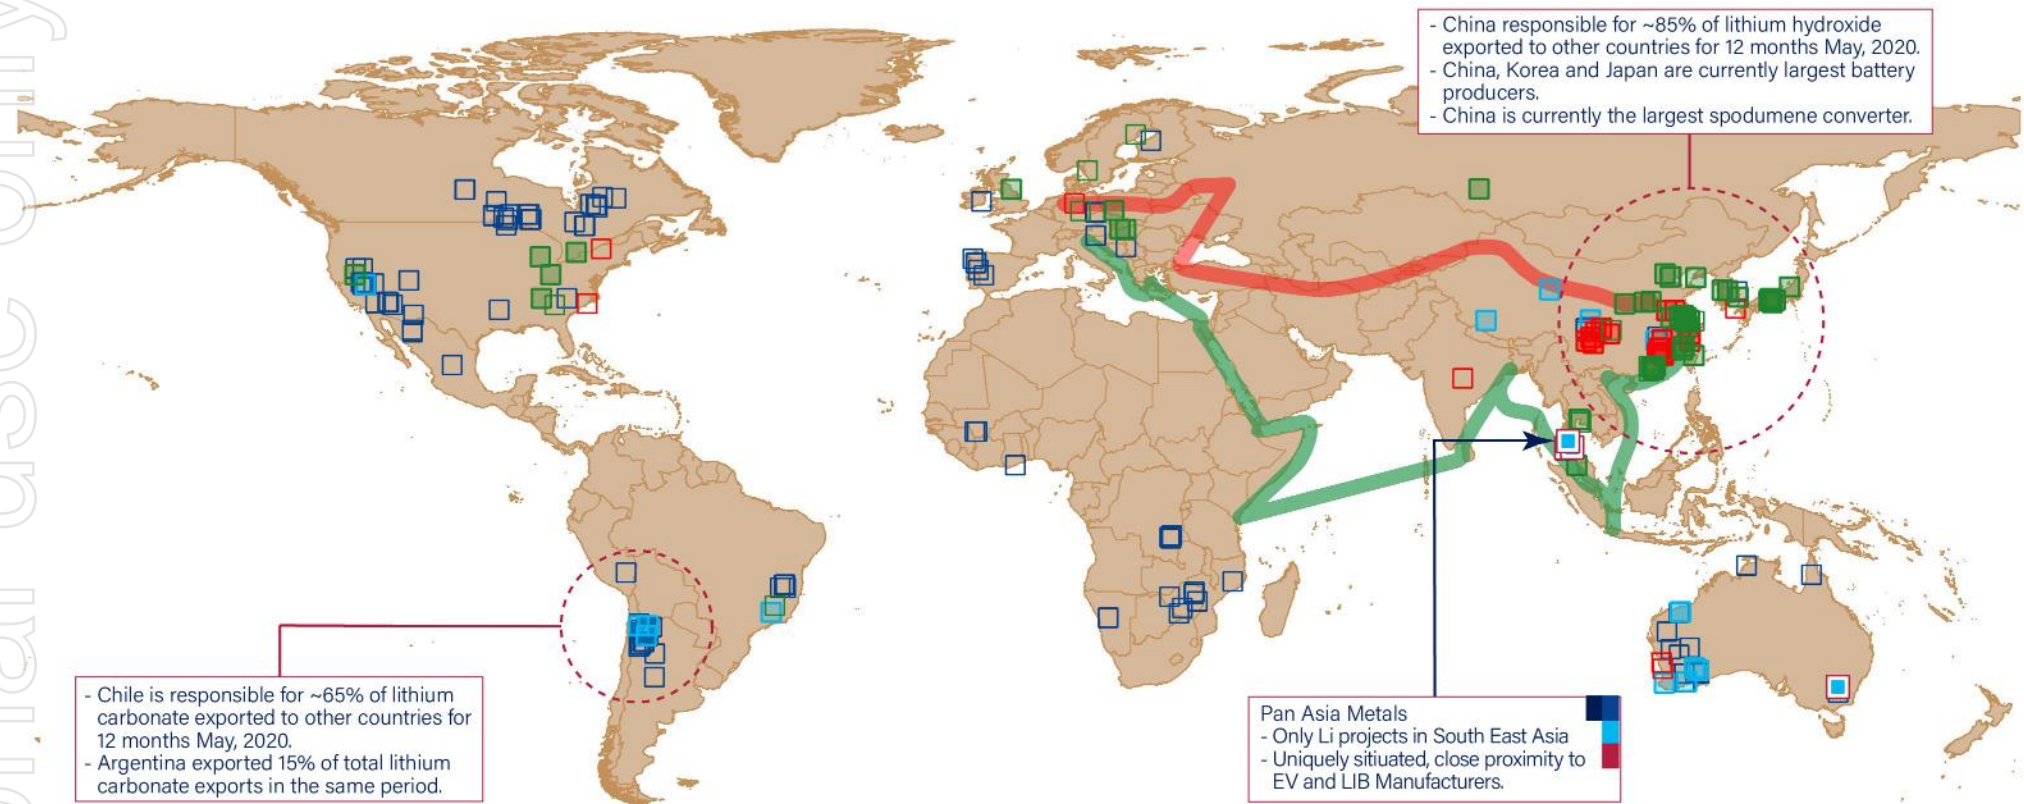 - China responsible for ~85% of lithium hydroxide
exported to other countries for 12 months May, 2020.
- China, Korea and Japan are currently largest battery
producers.
- China is currently the largest spodumene converter.
- Chile is responsible for ~65% of lithium
carbonate exported to other countries for
12 months May, 2020.
- Argentina exported 15% of total lithium
carbonate exports in the same period.
Pan Asia Metals
- Only Li projects in South East Asia
- Uniquely sitiuated, close proximity to
EV and LIB Manufacturers.